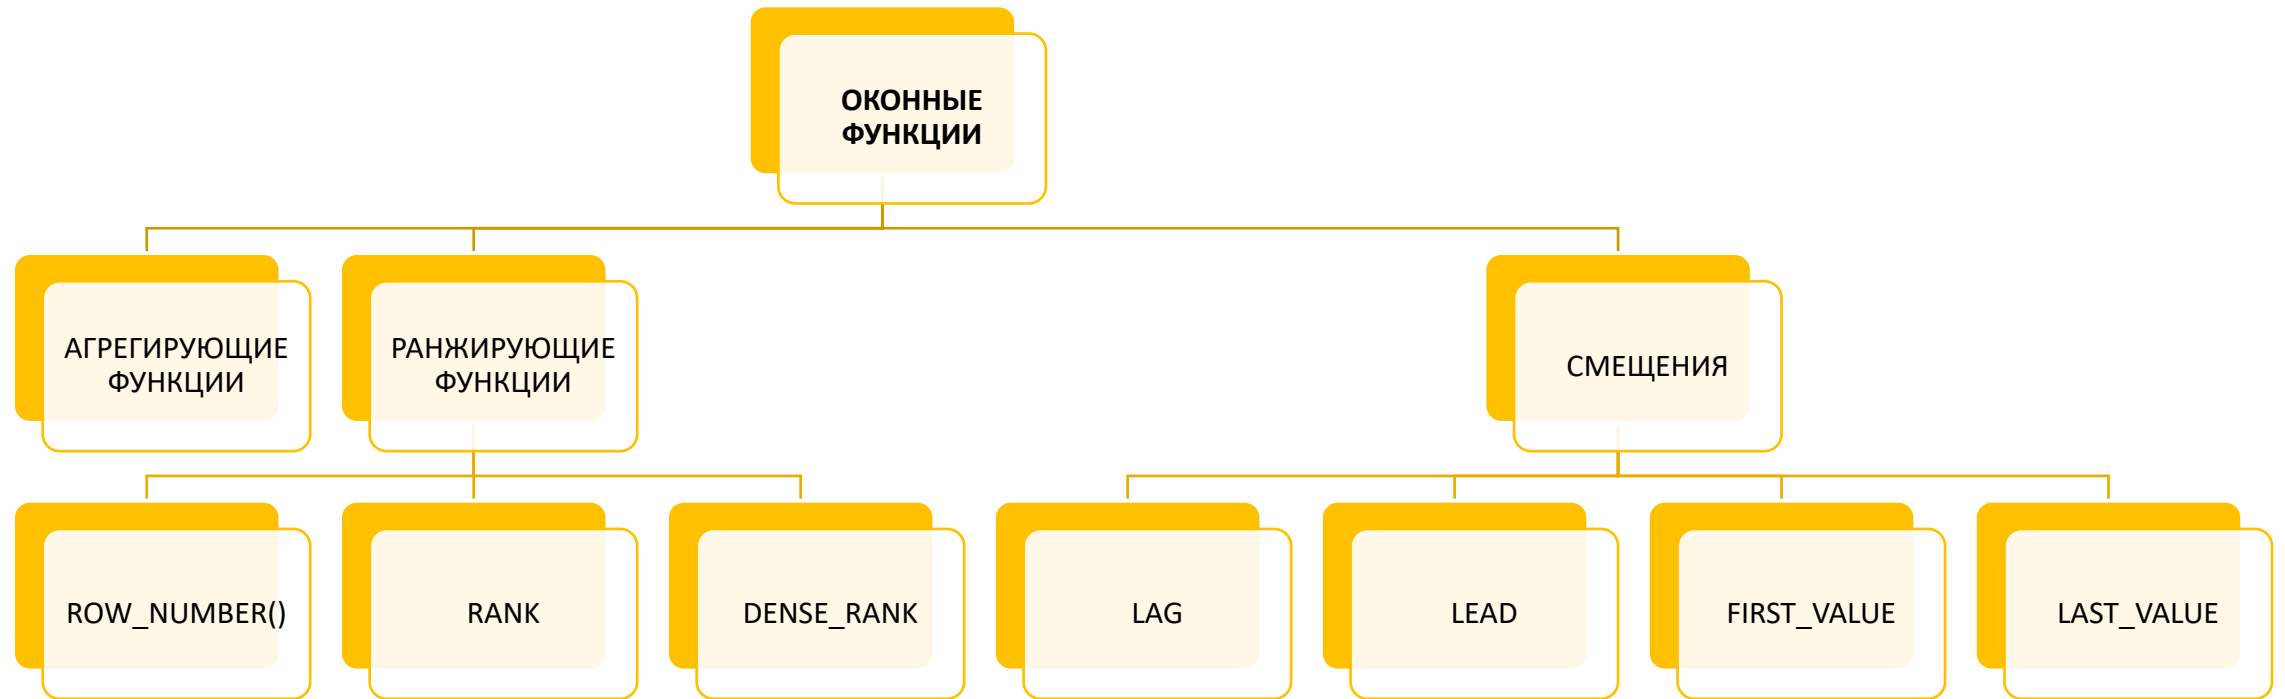 ОКОННЫЕ
ФУНКЦИИ
АГРЕГИРУЮЩИЕ
ФУНКЦИИ
РАНЖИРУЮЩИЕ
ФУНКЦИИ
СМЕЩЕНИЯ
ROW_NUMBER()
RANK
DENSE_RANK
LAG
LEAD
FIRST_VALUE
LAST_VALUE